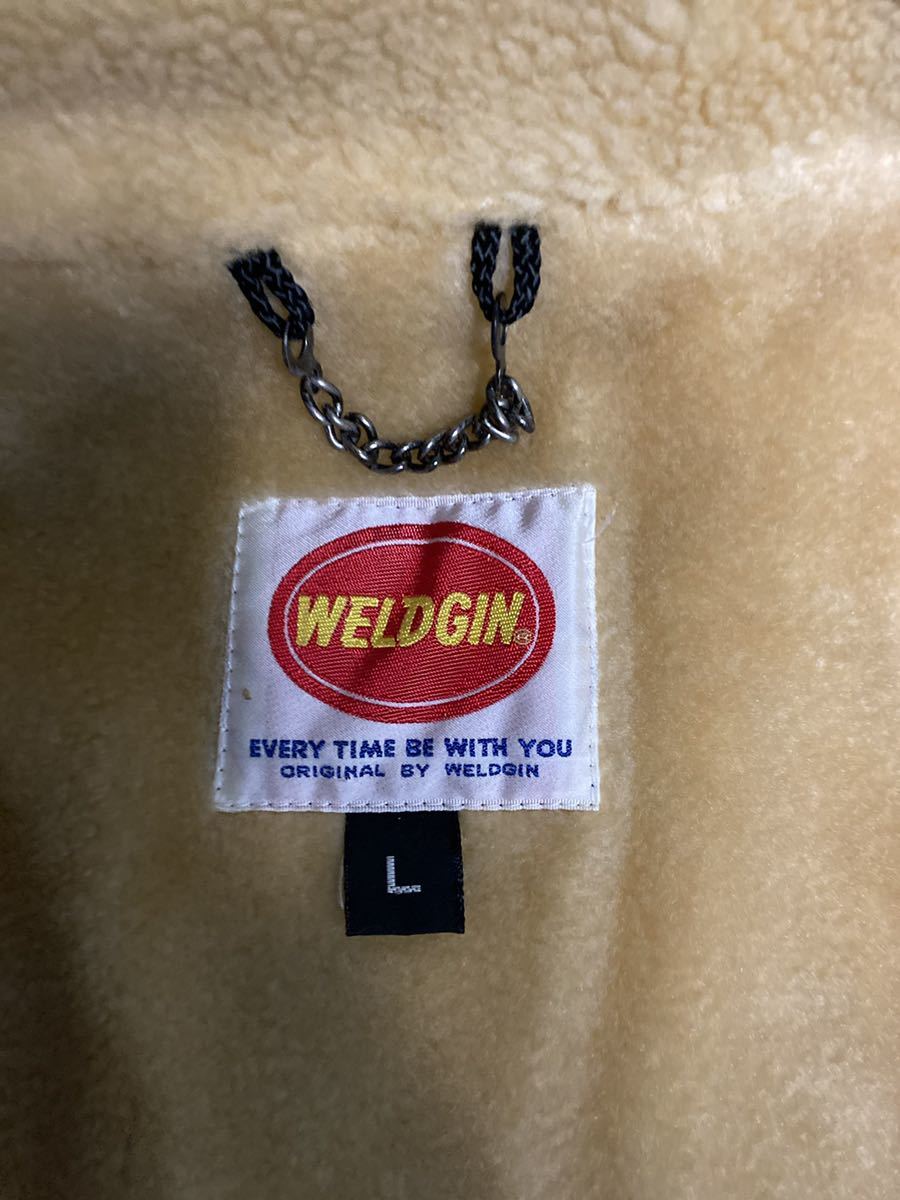 WELDGIN®
EVERY TIME BE WITH YOU
ORIGINAL BY WELDGIN
L